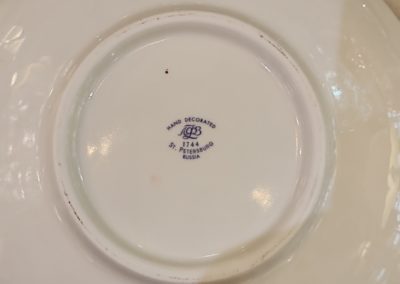 HAND DECORATED
1744
ST. PETERSBURG
RUSSIA